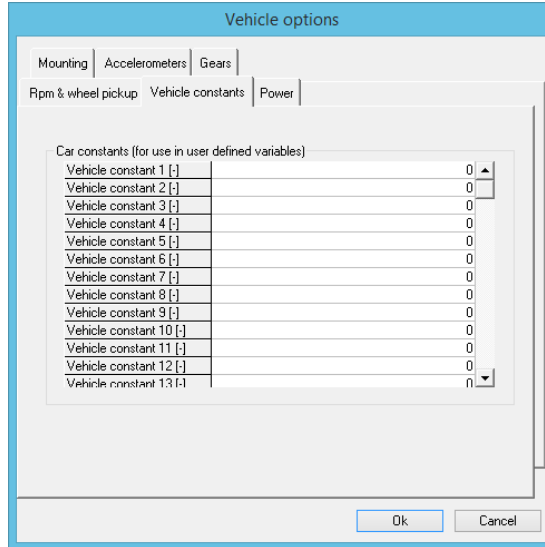 Vehicle options
Mounting Accelerometers Gears
Rpm & wheel pickup Vehicle constants Power
Car constants (for use in user defined variables)
Vehicle constant 1 [-] 0
Vehicle constant 2 [-] 0
Vehicle constant 3 [-] 0
Vehicle constant 4 [-] 0
Vehicle constant 5 [-] 0
Vehicle constant 6 [-] 0
Vehicle constant 7 [-] 0
Vehicle constant 8 [-] 0
Vehicle constant 9 [-] 0
Vehicle constant 10 [-] 0
Vehicle constant 11 [-] 0
Vehicle constant 12 [-] 0
Vehicle constant 13 [-] 0
Ok Cancel